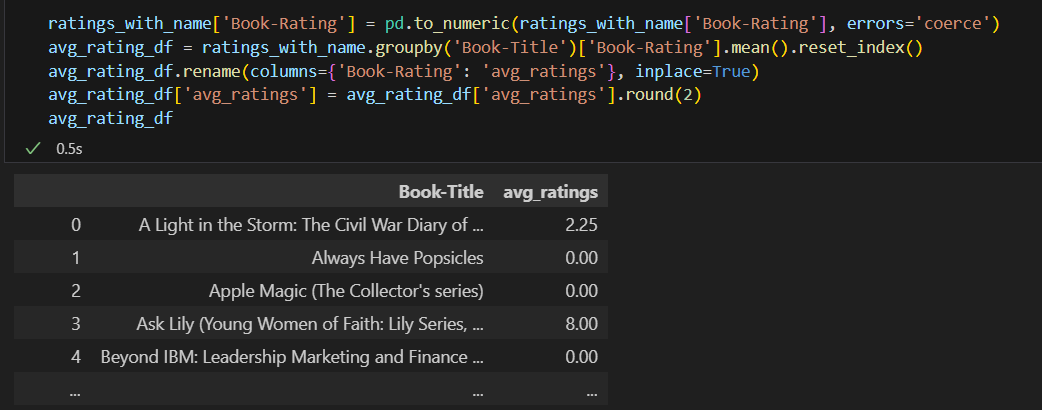 ratings_with_name['Book-Rating'] = pd.to_numeric(ratings_with_name['Book-Rating'], errors='coerce')
avg_rating_df = ratings_with_name.groupby('Book-Title')['Book-Rating'].mean().reset_index()
avg_rating_df.rename(columns={'Book-Rating': 'avg_ratings'}, inplace=True)
avg_rating_df['avg_ratings'] = avg_rating_df['avg_ratings'].round(2)
avg_rating_df
✓ 0.5s
Book-Title avg_ratings
0 A Light in the Storm: The Civil War Diary of ... 2.25
1 Always Have Popsicles 0.00
2 Apple Magic (The Collector's series) 0.00
3 Ask Lily (Young Women of Faith: Lily Series, ... 8.00
4 Beyond IBM: Leadership Marketing and Finance ... 0.00
... ... ...